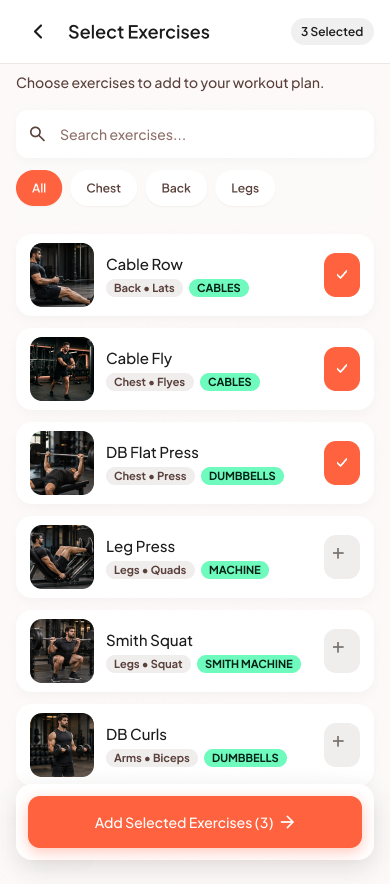 Select Exercises
3 Selected
Choose exercises to add to your workout plan.
Search exercises...
All Chest Back Legs
Cable Row
Back • Lats CABLES
Cable Fly
Chest • Flyes CABLES
DB Flat Press
Chest • Press DUMBBELLS
Leg Press
Legs • Quads MACHINE
Smith Squat
Legs • Squat SMITH MACHINE
DB Curls
Arms • Biceps DUMBBELLS
Add Selected Exercises (3)